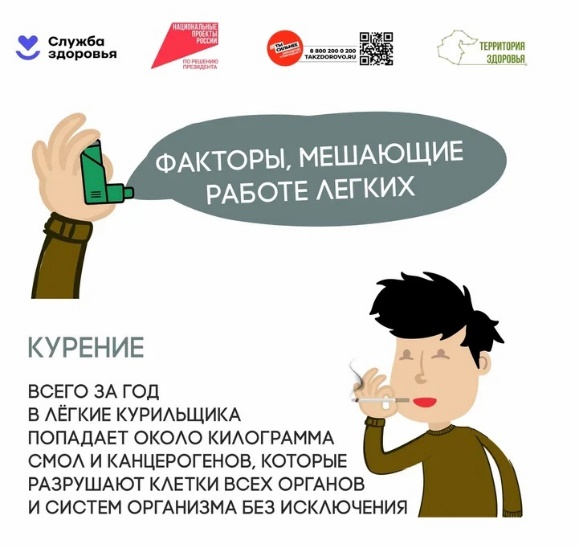 Служба
здоровья
НАЦИОНАЛЬНЫЕ
ПРОЕКТЫ
РОССИИ
ПО РЕШЕНИЮ
ПРЕЗИДЕНТА
ТЫ
СИЛЬНЕЕ
8 800 200 0 200
TAKZDOROVO.RU
ТЕРРИТОРИЯ
ЗДОРОВЬЯ
ФАКТОРЫ, МЕШАЮЩИЕ
РАБОТЕ ЛЕГКИХ
КУРЕНИЕ
ВСЕГО ЗА ГОД
В ЛЁГКИЕ КУРИЛЬЩИКА
ПОПАДАЕТ ОКОЛО КИЛОГРАММА
СМОЛ И КАНЦЕРОГЕНОВ, КОТОРЫЕ
РАЗРУШАЮТ КЛЕТКИ ВСЕХ ОРГАНОВ
И СИСТЕМ ОРГАНИЗМА БЕЗ ИСКЛЮЧЕНИЯ